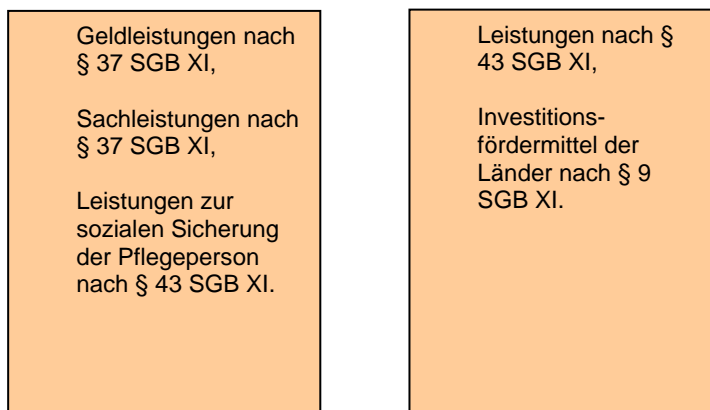 Geldleistungen nach
§ 37 SGB XI,
Sachleistungen nach
§ 37 SGB XI,
Leistungen zur
sozialen Sicherung
der Pflegeperson
nach § 43 SGB XI.
Leistungen nach §
43 SGB XI,
Investitions-
fördermittel der
Länder nach § 9
SGB XI.